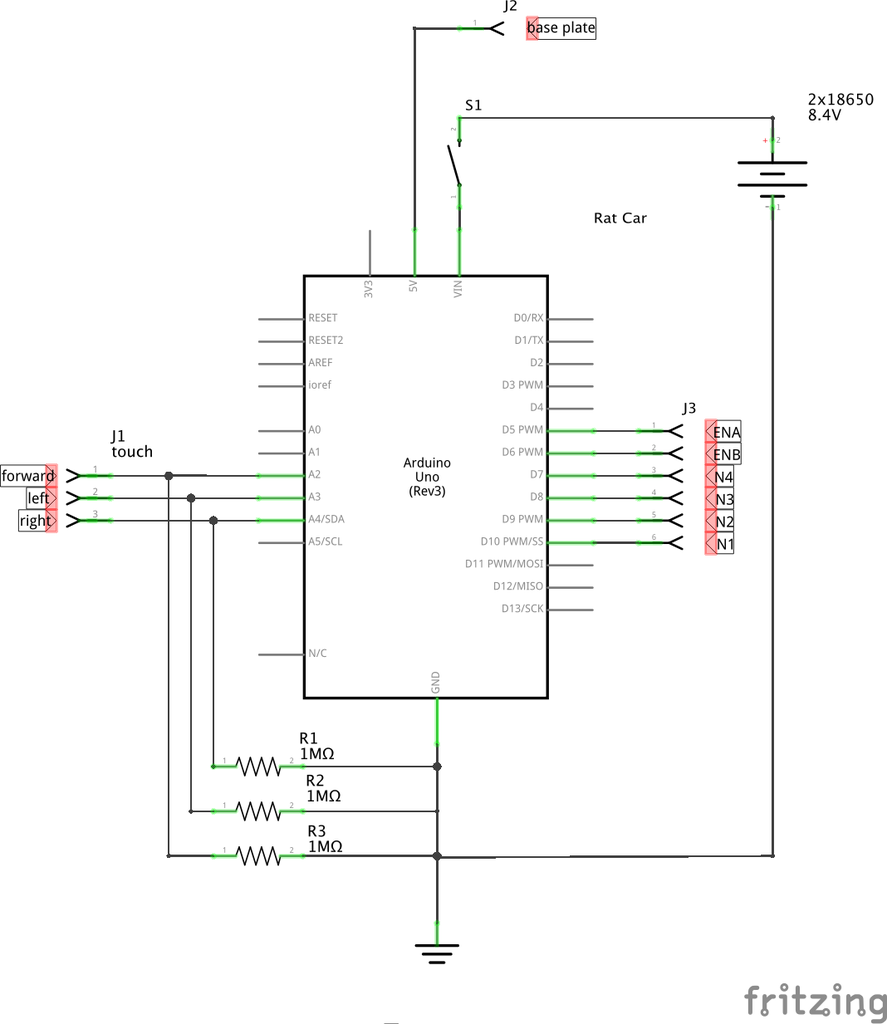 J2
1
base plate
S1
2
2x18650
8.4V
+ 2
1
- 1
Rat Car
3V3
5V
VIN
RESET
RESET2
AREF
ioref
A0
A1
A2
A3
A4/SDA
A5/SCL
N/C
Arduino
Uno
(Rev3)
D0/RX
D1/TX
D2
D3 PWM
D4
D5 PWM
D6 PWM
D7
D8
D9 PWM
D10 PWM/SS
D11 PWM/MOSI
D12/MISO
D13/SCK
GND
J1
touch
forward 1
left 2
right 3
J3
1 ENA
2 ENB
3 N4
4 N3
5 N2
6 N1
R1
1MΩ
1 2
R2
1MΩ
1 2
R3
1MΩ
1 2
fritzing